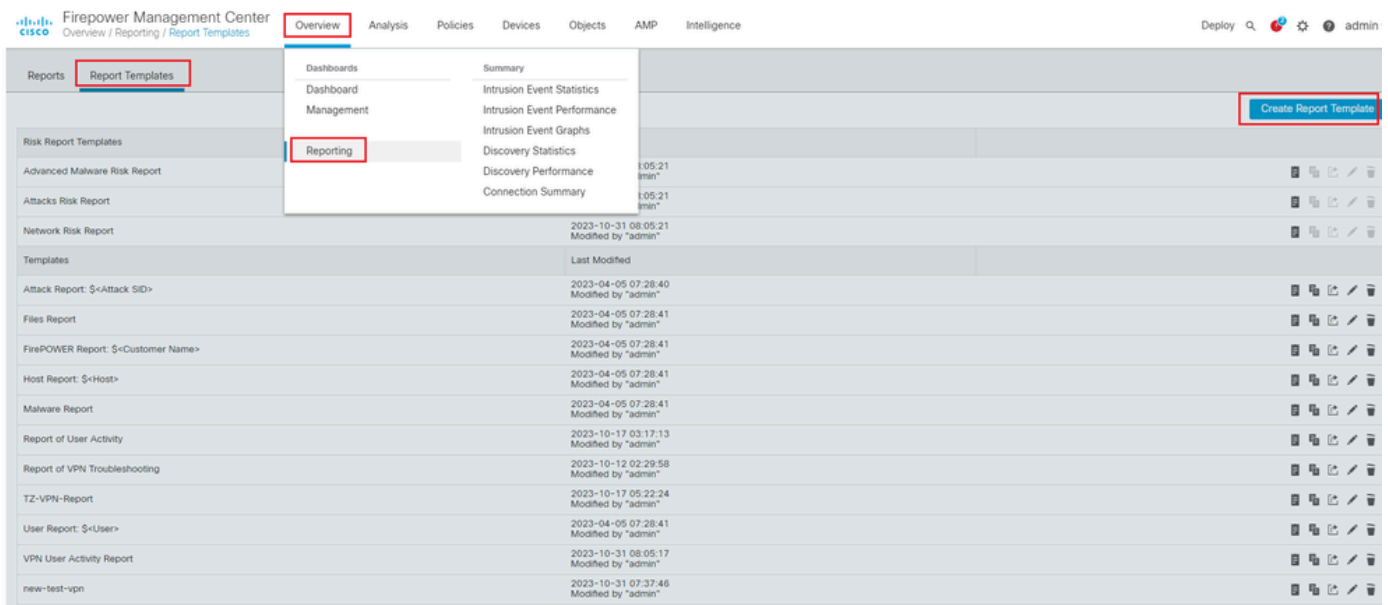 Firepower Management Center
CISCO Overview / Reporting / Report Templates
Overview Analysis Policies Devices Objects AMP Intelligence
Deploy admin
Reports Report Templates
Dashboards
Dashboard
Management
Reporting
Summary
Intrusion Event Statistics
Intrusion Event Performance
Intrusion Event Graphs
Discovery Statistics
Discovery Performance
Connection Summary
Create Report Template
Risk Report Templates
Advanced Malware Risk Report
:05:21
Attacks Risk Report
:05:21
Network Risk Report 2023-10-31 08:05:21
Modified by "admin"
Templates Last Modified
Attack Report: $<Attack SID> 2023-04-05 07:28:40
Modified by "admin"
Files Report 2023-04-05 07:28:41
Modified by "admin"
FirePOWER Report: $<Customer Name> 2023-04-05 07:28:41
Modified by "admin"
Host Report: $<Host> 2023-04-05 07:28:41
Modified by "admin"
Malware Report 2023-04-05 07:28:41
Modified by "admin"
Report of User Activity 2023-10-17 03:17:13
Modified by "admin"
Report of VPN Troubleshooting 2023-10-12 02:29:58
Modified by "admin"
TZ-VPN-Report 2023-10-17 05:22:24
Modified by "admin"
User Report: $<User> 2023-04-05 07:28:41
Modified by "admin"
VPN User Activity Report 2023-10-31 08:05:17
Modified by "admin"
new-test-vpn 2023-10-31 07:37:46
Modified by "admin"